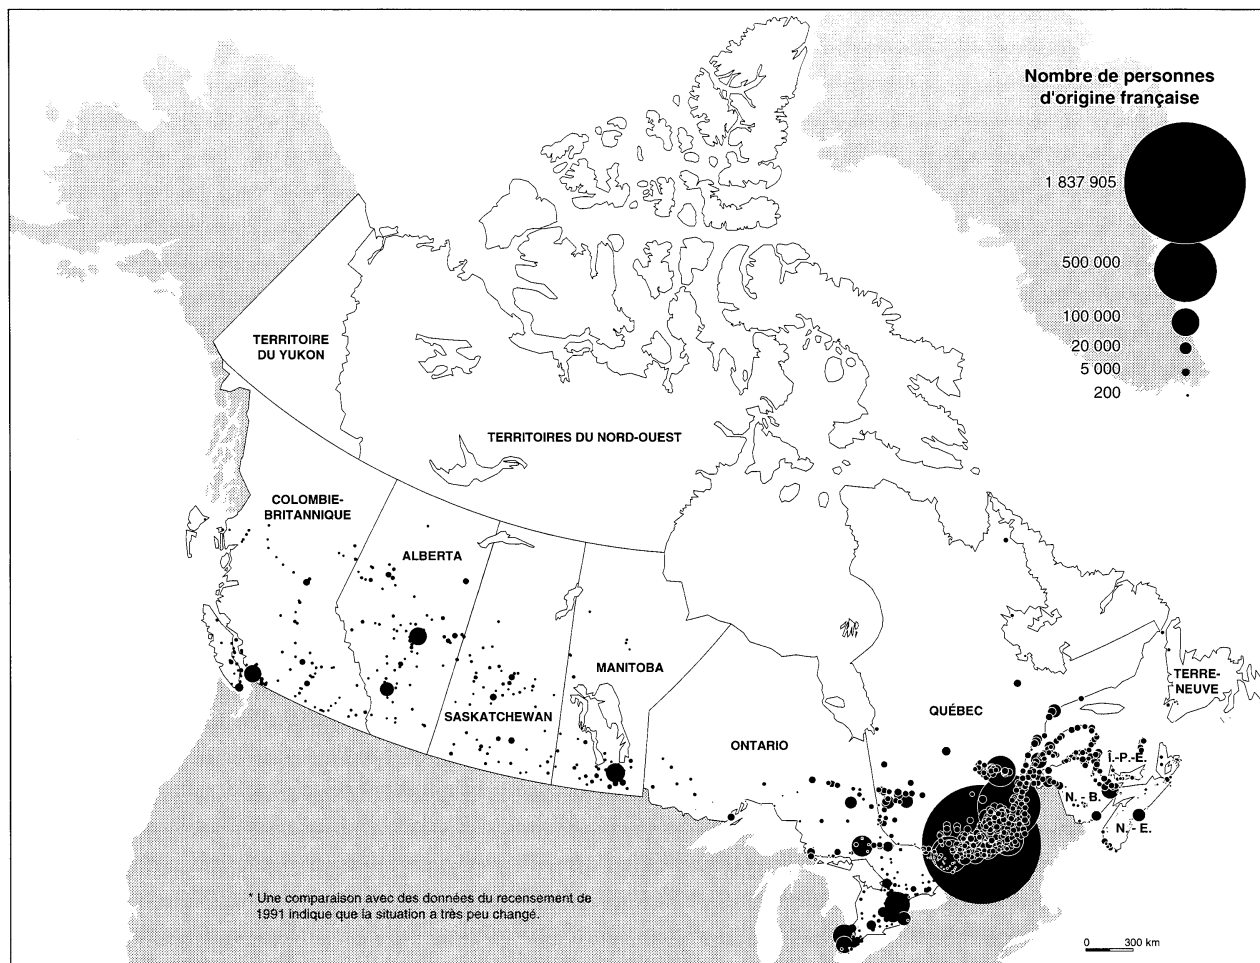 Nombre de personnes
d'origine française
1 837 905
500 000
100 000
20 000
5 000
200
TERRITOIRE
DU YUKON
TERRITOIRES DU NORD-OUEST
COLOMBIE-
BRITANNIQUE
ALBERTA
MANITOBA
SASKATCHEWAN
ONTARIO
QUÉBEC
TERRE-
NEUVE
Î.-P.-É.
N. - B.
N. - É.
* Une comparaison avec des données du recensement de
1991 indique que la situation a très peu changé.
0 300 km